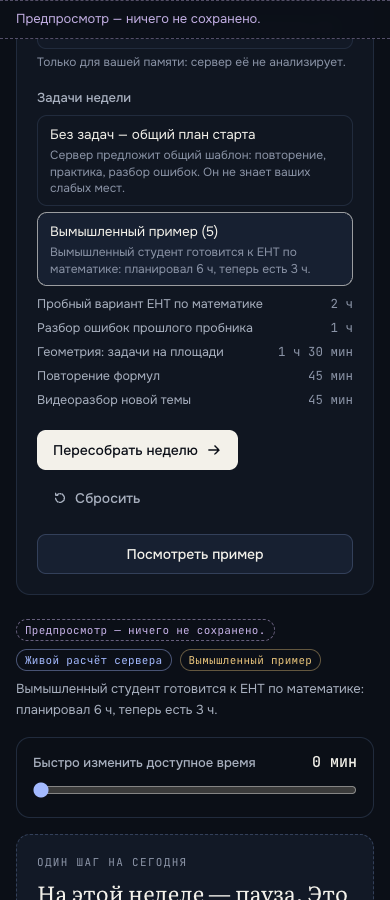 Предпросмотр — ничего не сохранено.
Только для вашей памяти: сервер её не анализирует.
Задачи недели
Без задач — общий план старта
Сервер предложит общий шаблон: повторение,
практика, разбор ошибок. Он не знает ваших
слабых мест.
Вымышленный пример (5)
Вымышленный студент готовится к ЕНТ по
математике: планировал 6 ч, теперь есть 3 ч.
Пробный вариант ЕНТ по математике 2 ч
Разбор ошибок прошлого пробника 1 ч
Геометрия: задачи на площади 1 ч 30 мин
Повторение формул 45 мин
Видеоразбор новой темы 45 мин
Пересобрать неделю →
Сбросить
Посмотреть пример
Предпросмотр — ничего не сохранено.
Живой расчёт сервера Вымышленный пример
Вымышленный студент готовится к ЕНТ по математике:
планировал 6 ч, теперь есть 3 ч.
Быстро изменить доступное время 0 мин
ОДИН ШАГ НА СЕГОДНЯ
На этой неделе — пауза. Это